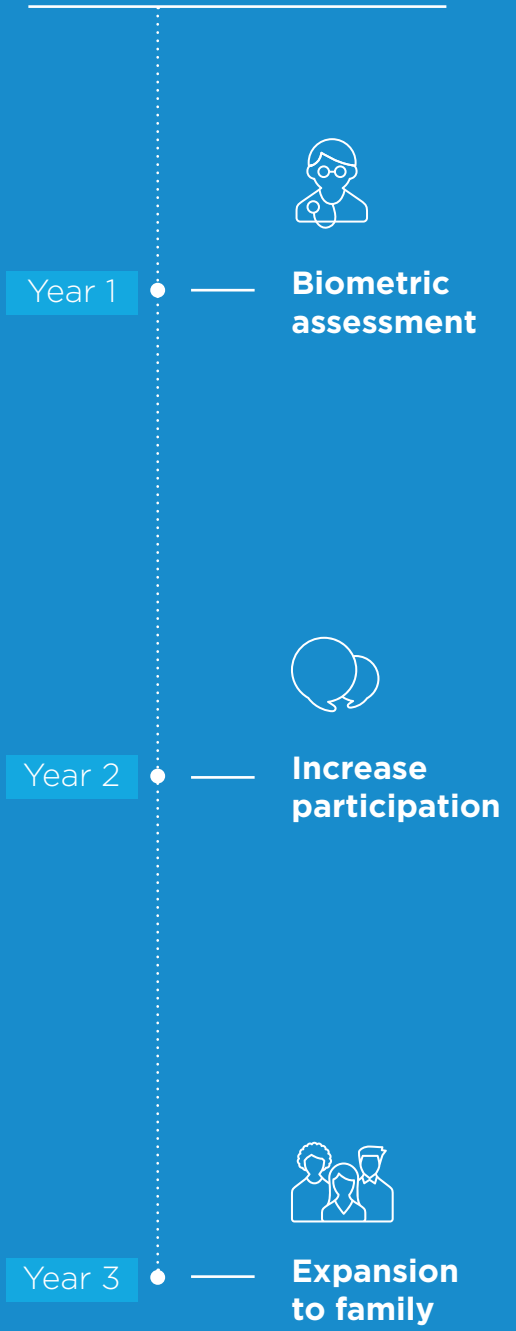 Year 1
Biometric
assessment
Year 2
Increase
participation
Year 3
Expansion
to family